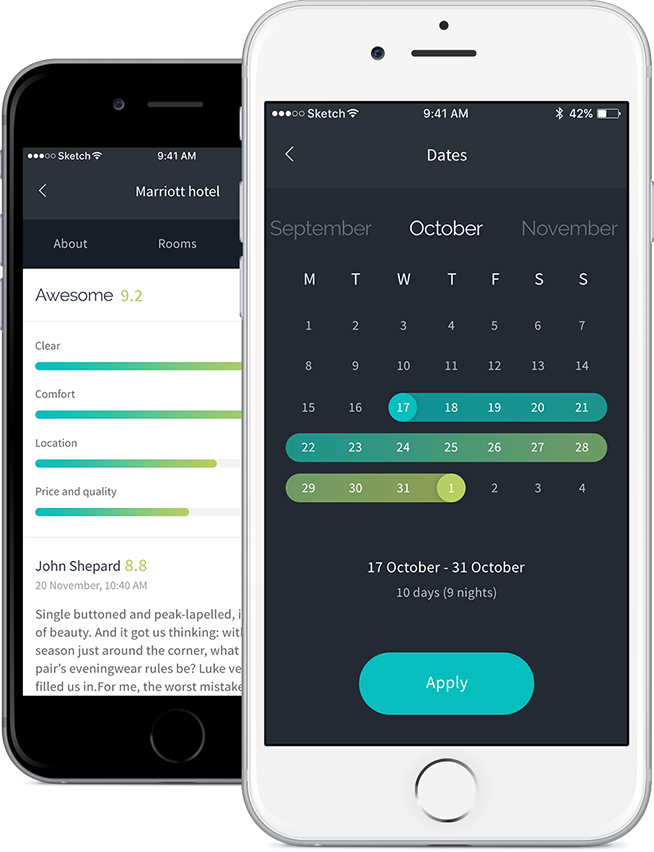 ●●●○○ Sketch 9:41 AM
Marriott hotel
About Rooms
Awesome 9.2
Clear
Comfort
Location
Price and quality
John Shepard 8.8
20 November, 10:40 AM
Single buttoned and peak-lapelled, i
of beauty. And it got us thinking: wit
season just around the corner, what
pair's eveningwear rules be? Luke ve
filled us in.For me, the worst mistake
●●●○○ Sketch 9:41 AM 42%
Dates
September October November
M T W T F S S
1 2 3 4 5 6 7
8 9 10 11 12 13 14
15 16 17 18 19 20 21
22 23 24 25 26 27 28
29 30 31 1 2 3 4
17 October - 31 October
10 days (9 nights)
Apply